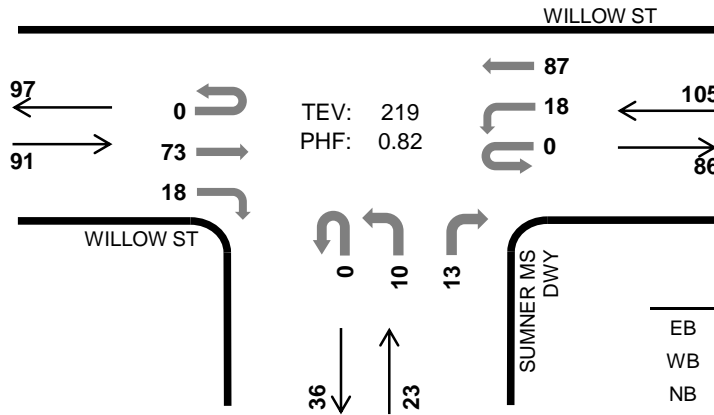 WILLOW ST
97
0
TEV: 219
87
105
PHF: 0.82
18
91
73
0
86
18
WILLOW ST
0
10
13
SUMNER MS
DWY
EB
WB
NB
36
23